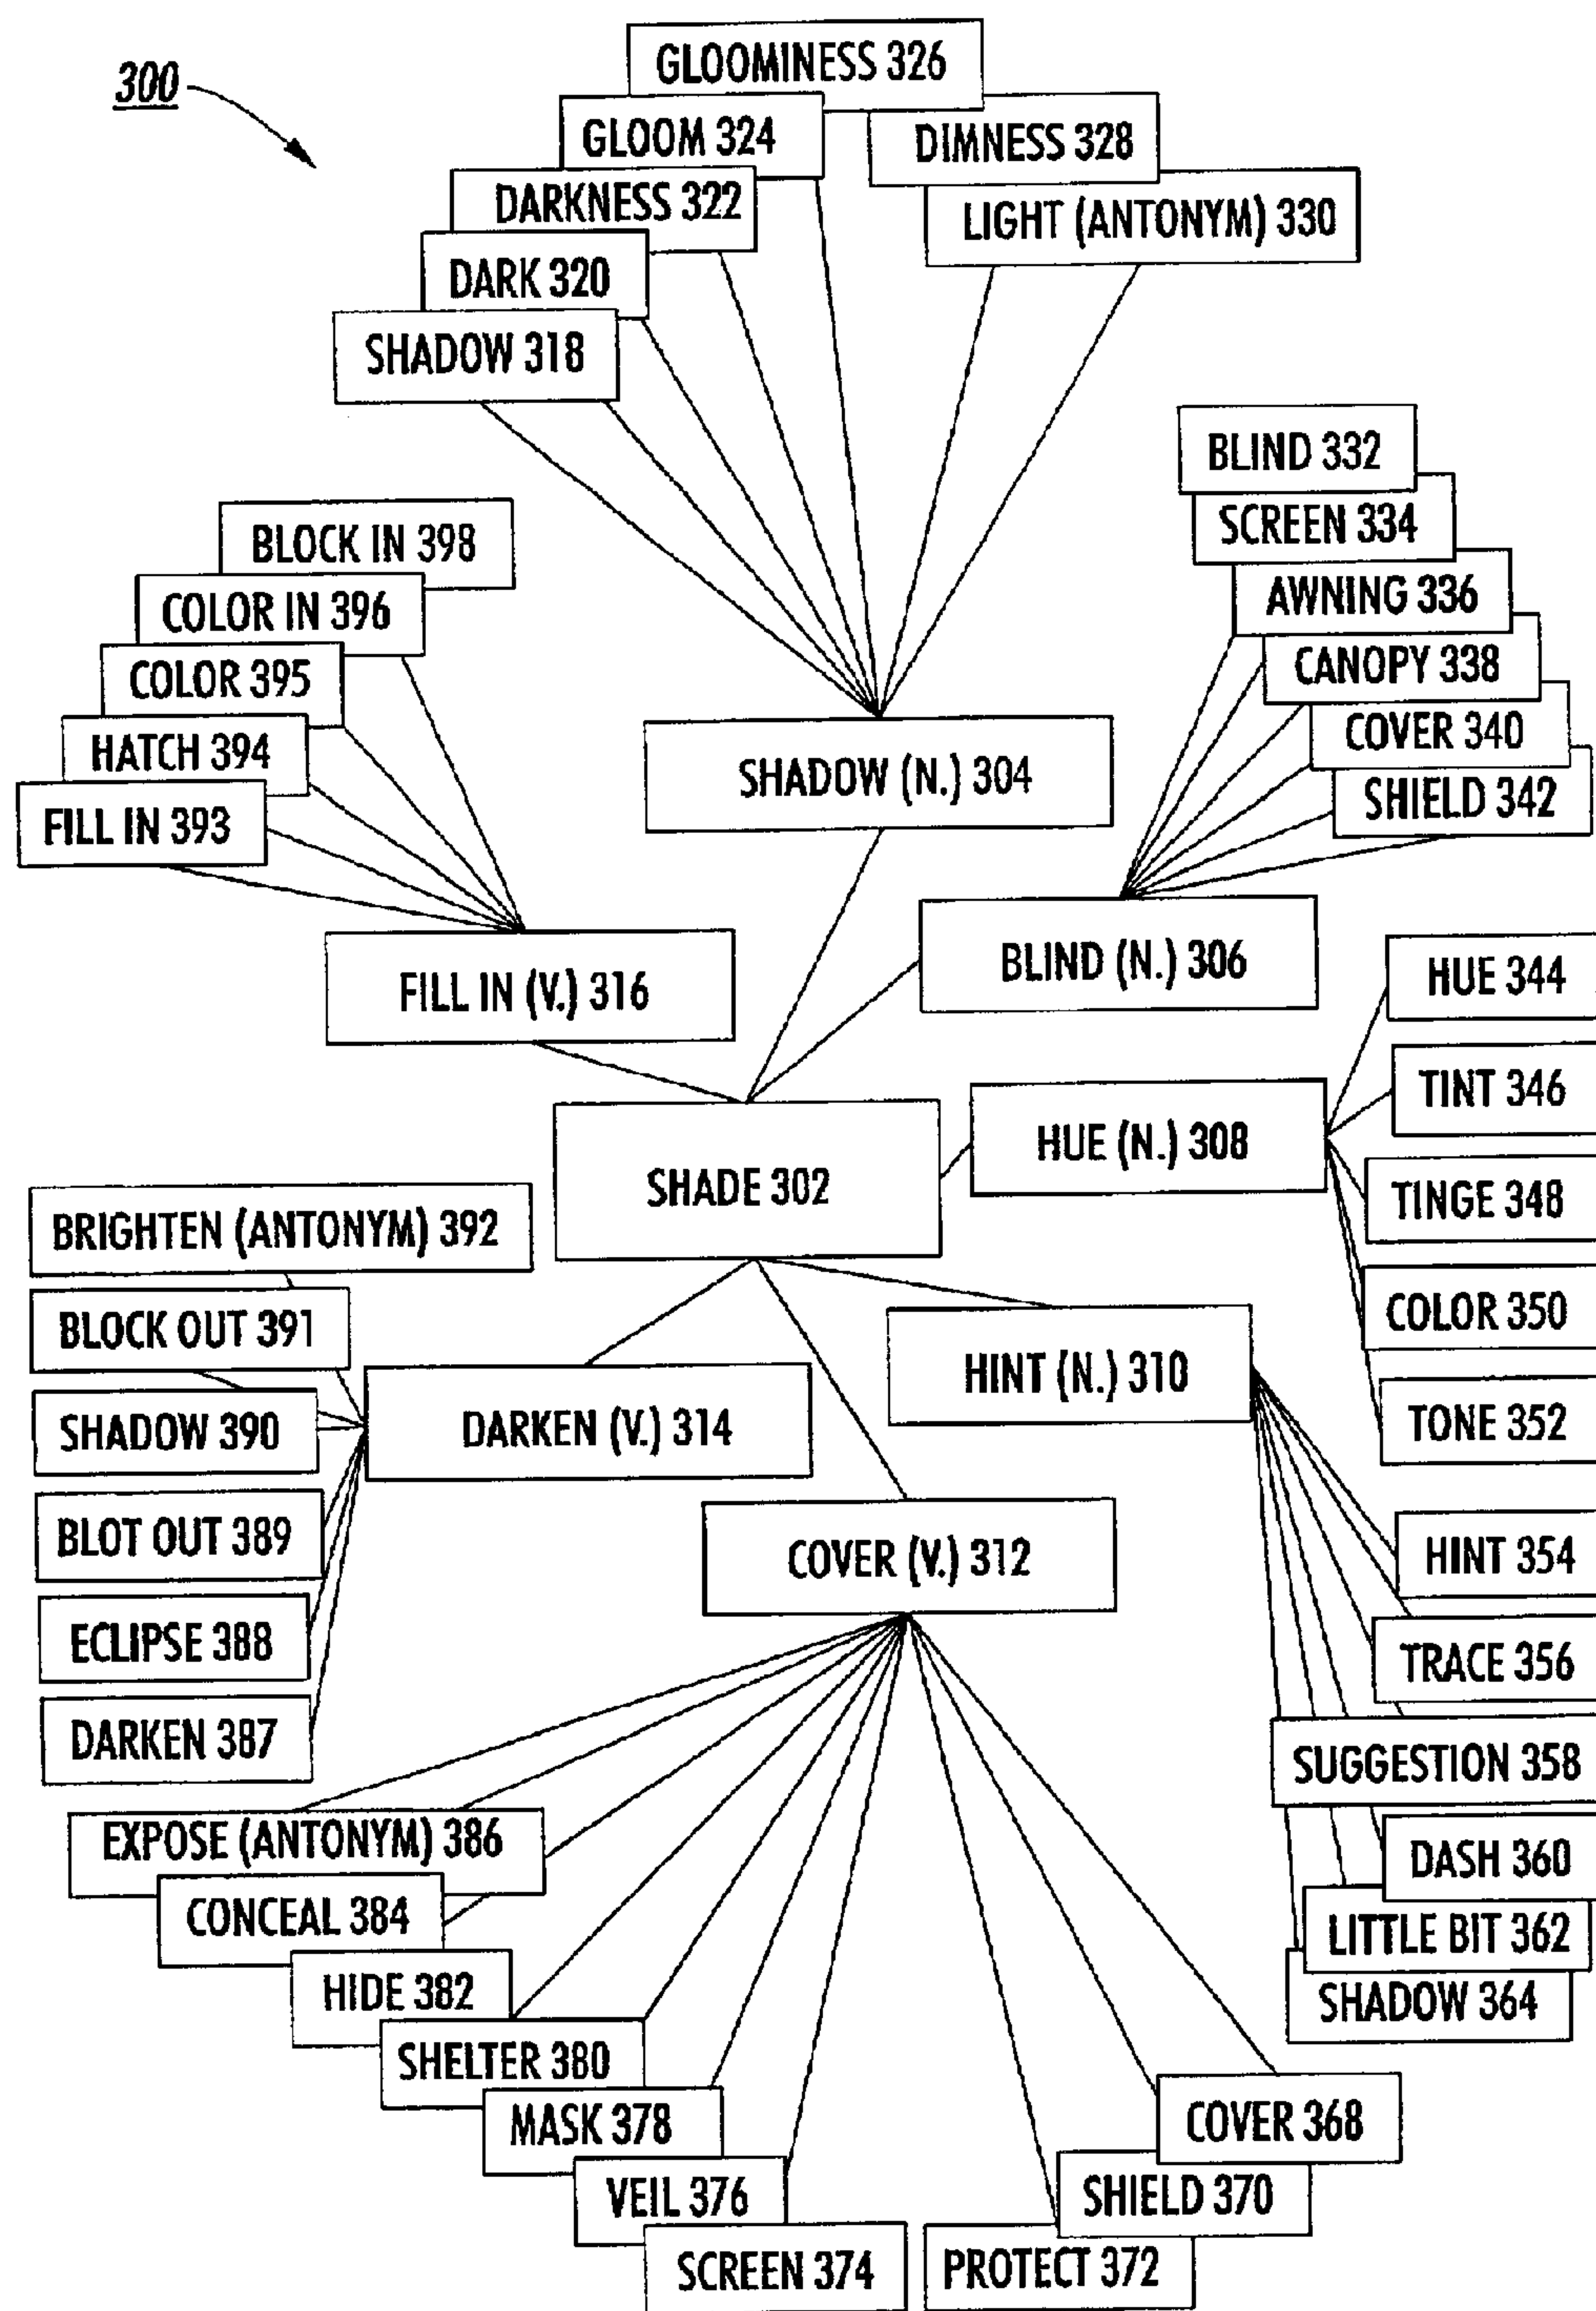 300
GLOOMINESS 326
GLOOM 324
DIMNESS 328
DARKNESS 322
LIGHT (ANTONYM) 330
DARK 320
SHADOW 318
BLIND 332
SCREEN 334
BLOCK IN 398
AWNING 336
COLOR IN 396
CANOPY 338
COLOR 395
COVER 340
HATCH 394
SHADOW (N.) 304
SHIELD 342
FILL IN 393
BLIND (N.) 306
HUE 344
FILL IN (V.) 316
TINT 346
HUE (N.) 308
SHADE 302
TINGE 348
BRIGHTEN (ANTONYM) 392
COLOR 350
BLOCK OUT 391
HINT (N.) 310
TONE 352
SHADOW 390
DARKEN (V.) 314
BLOT OUT 389
HINT 354
COVER (V.) 312
ECLIPSE 388
TRACE 356
DARKEN 387
SUGGESTION 358
EXPOSE (ANTONYM) 386
DASH 360
CONCEAL 384
LITTLE BIT 362
HIDE 382
SHADOW 364
SHELTER 380
MASK 378
COVER 368
VEIL 376
SHIELD 370
SCREEN 374
PROTECT 372